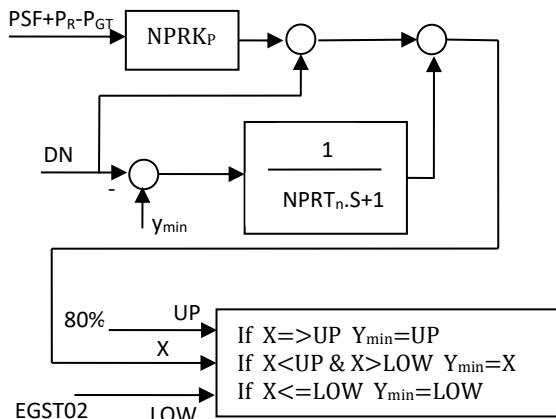 PSF+PR-PGT
NPRKP
DN
-
ymin
1
NPRTn.S+1
80%
UP
X
EGST02
LOW
If X=>UP Ymin=UP
If X<UP & X>LOW Ymin=X
If X<=LOW Ymin=LOW